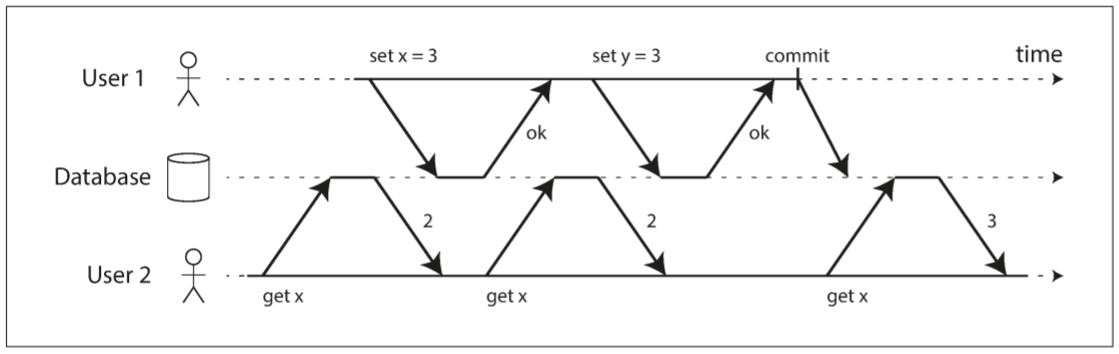 set x = 3 set y = 3 commit time
User 1
ok ok
Database
2 2 3
User 2
get x get x get x